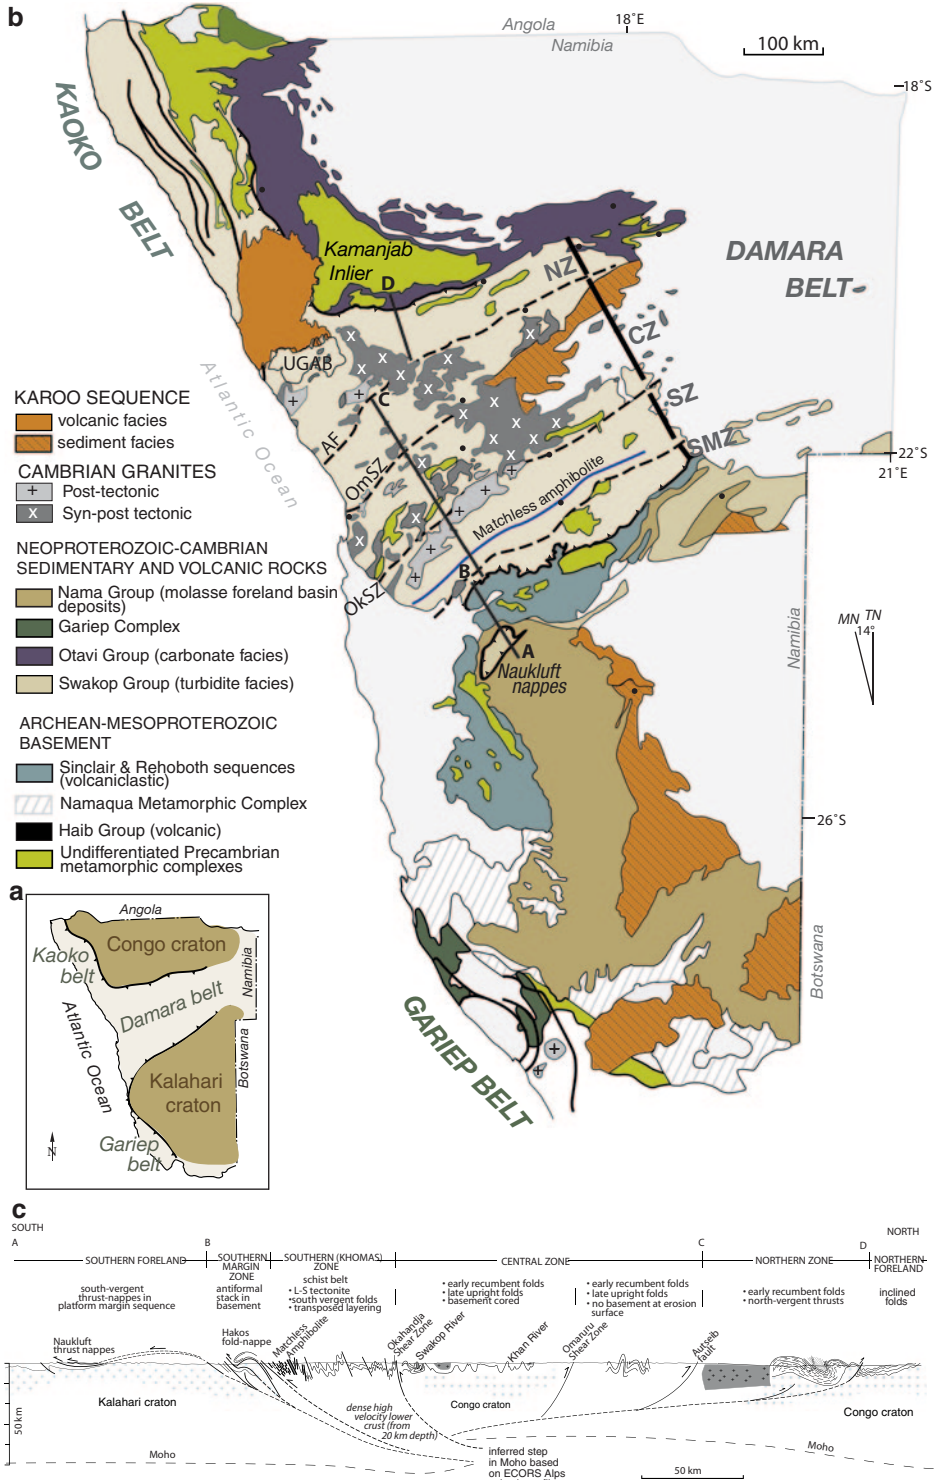 b
Angola
Namibia
18°E
100 km
18°S
KAOKO
BELT
Kamanjab
Inlier
D
NZ
DAMARA
BELT
CZ
UGAB
C
SZ
SMZ
AF
OmSZ
Matchless amphibolite
22°S
21°E
Atlantic Ocean
B
OkSZ
A
Naukluft
nappes
Namibia
MN TN
14°
26°S
Botswana
GARIEP BELT
KAROO SEQUENCE
volcanic facies
sediment facies
CAMBRIAN GRANITES
+ Post-tectonic
x Syn-post tectonic
NEOPROTEROZOIC-CAMBRIAN
SEDIMENTARY AND VOLCANIC ROCKS
Nama Group (molasse foreland basin
deposits)
Gariep Complex
Otavi Group (carbonate facies)
Swakop Group (turbidite facies)
ARCHEAN-MESOPROTEROZOIC
BASEMENT
Sinclair & Rehoboth sequences
(volcaniclastic)
Namaqua Metamorphic Complex
Haib Group (volcanic)
Undifferentiated Precambrian
metamorphic complexes
a
Angola
Congo craton
Kaoko
belt
Namibia
Damara belt
Atlantic Ocean
Botswana
Kalahari
craton
Gariep
belt
N
c
SOUTH
NORTH
A
B
C
D
SOUTHERN FORELAND
SOUTHERN
MARGIN
ZONE
SOUTHERN (KHOMAS)
ZONE
CENTRAL ZONE
NORTHERN ZONE
NORTHERN
FORELAND
south-vergent
thrust-nappes in
platform margin sequence
antiformal
stack in
basement
schist belt
• L-S tectonite
•south vergent folds
• transposed layering
• early recumbent folds
• late upright folds
• basement cored
• early recumbent folds
• late upright folds
• no basement at erosion
surface
• early recumbent folds
• north-vergent thrusts
inclined
folds
Naukluft
thrust nappes
Hakos
fold-nappe
Matchless
Amphibolite
Okahandja
Shear Zone
Swakop River
Khan River
Omaruru
Shear Zone
Autseib
fault
Kalahari craton
Congo craton
Congo craton
dense high
velocity lower
crust (from
20 km depth)
50 km
Moho
Moho
inferred step
in Moho based
on ECORS Alps
50 km